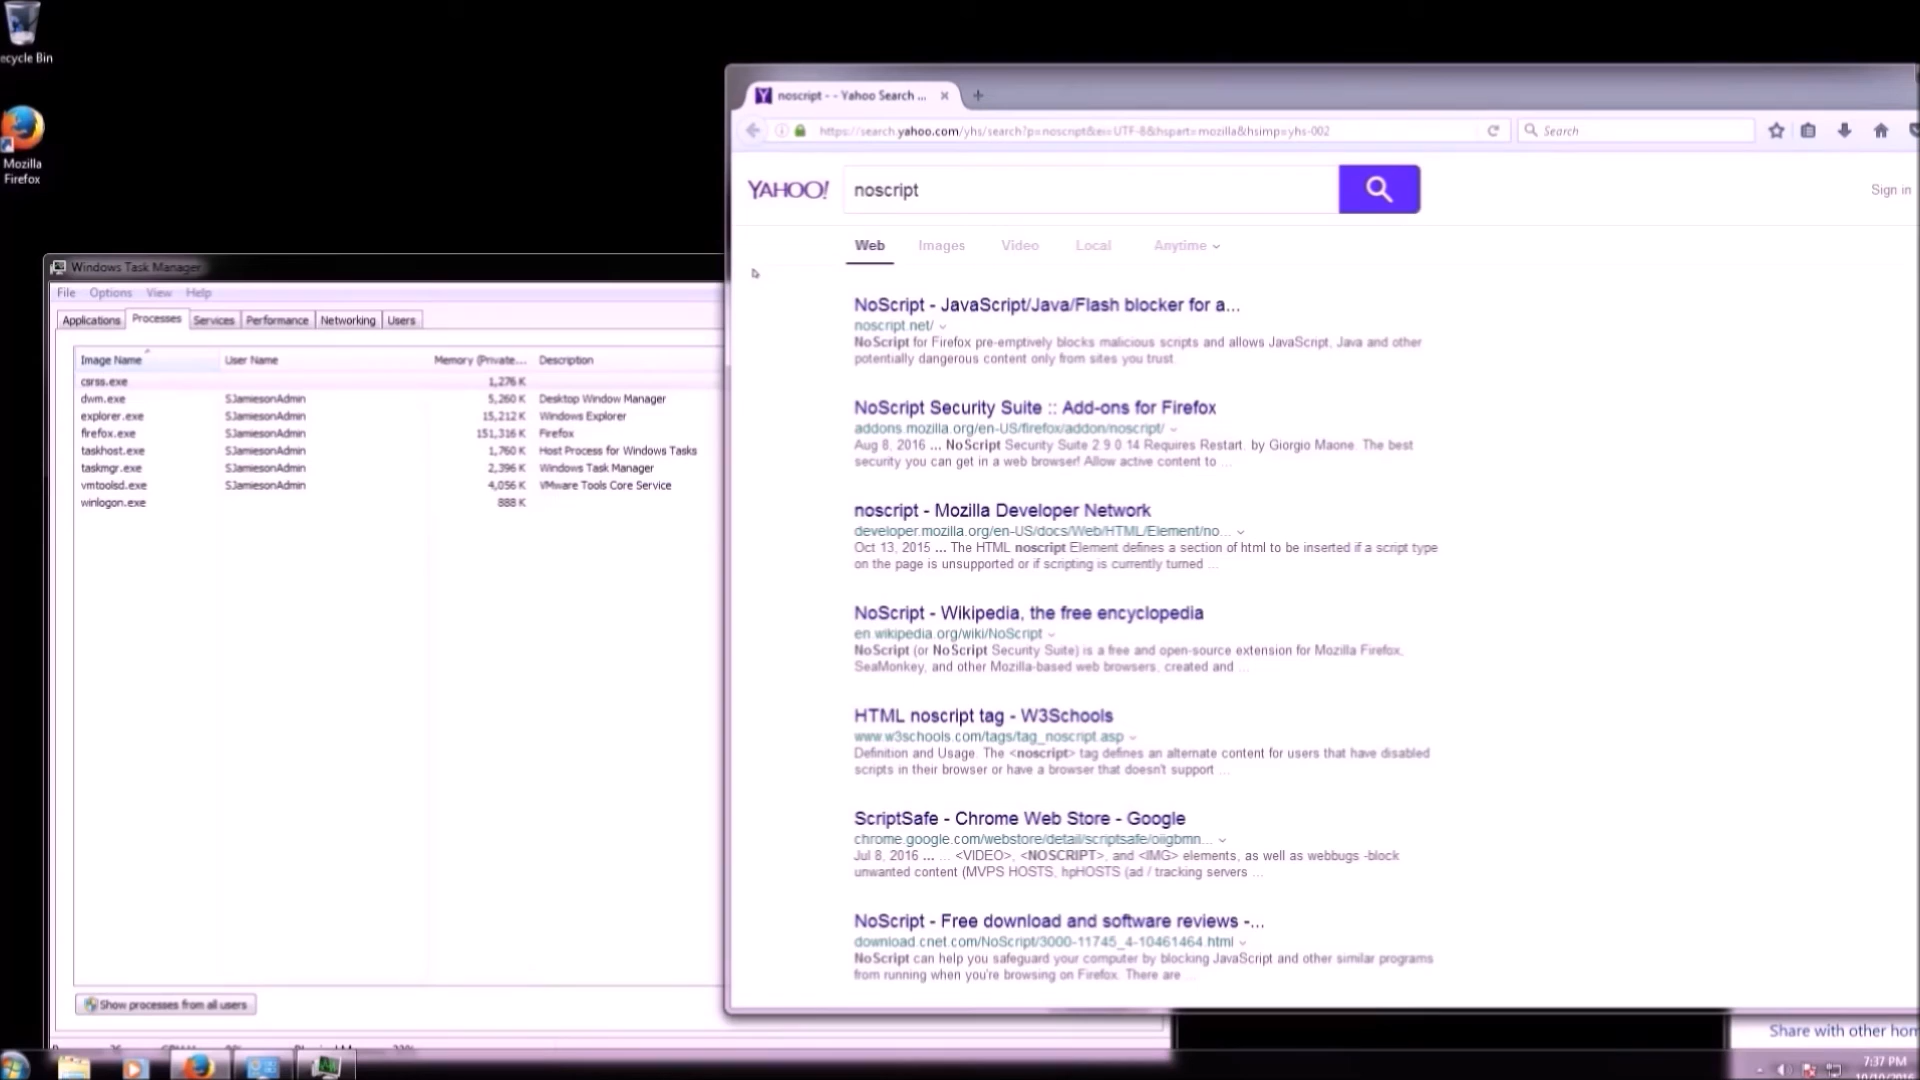 ecycle Bin
Mozilla
Firefox
Windows Task Manager
File Options View Help
Applications Processes Services Performance Networking Users
Image Name User Name Memory (Private... Description
csrss.exe 1,276 K
dwm.exe SJamiesonAdmin 5,260 K Desktop Window Manager
explorer.exe SJamiesonAdmin 15,212 K Windows Explorer
firefox.exe SJamiesonAdmin 151,316 K Firefox
taskhost.exe SJamiesonAdmin 1,760 K Host Process for Windows Tasks
taskmgr.exe SJamiesonAdmin 2,396 K Windows Task Manager
vmtoolsd.exe SJamiesonAdmin 4,056 K VMware Tools Core Service
winlogon.exe 888 K
Show processes from all users
noscript - - Yahoo Search ...
https://search.yahoo.com/yhs/search?p=noscript&ei=UTF-8&hspart=mozilla&hsimp=yhs-002
Search
YAHOO! noscript
Sign in
Web Images Video Local Anytime
NoScript - JavaScript/Java/Flash blocker for a...
noscript.net/
NoScript for Firefox pre-emptively blocks malicious scripts and allows JavaScript, Java and other
potentially dangerous content only from sites you trust
NoScript Security Suite :: Add-ons for Firefox
addons.mozilla.org/en-US/firefox/addon/noscript/
Aug 8, 2016 ... NoScript Security Suite 2.9.0.14 Requires Restart. by Giorgio Maone. The best
security you can get in a web browser! Allow active content to ...
noscript - Mozilla Developer Network
developer.mozilla.org/en-US/docs/Web/HTML/Element/no...
Oct 13, 2015 ... The HTML noscript Element defines a section of html to be inserted if a script type
on the page is unsupported or if scripting is currently turned ...
NoScript - Wikipedia, the free encyclopedia
en.wikipedia.org/wiki/NoScript
NoScript (or NoScript Security Suite) is a free and open-source extension for Mozilla Firefox,
SeaMonkey, and other Mozilla-based web browsers, created and ...
HTML noscript tag - W3Schools
www.w3schools.com/tags/tag_noscript.asp
Definition and Usage. The <noscript> tag defines an alternate content for users that have disabled
scripts in their browser or have a browser that doesn't support ...
ScriptSafe - Chrome Web Store - Google
chrome.google.com/webstore/detail/scriptsafe/oiigbmn...
Jul 8, 2016 ... ... <VIDEO>, <NOSCRIPT>, and <IMG> elements, as well as webbugs -block
unwanted content (MVPS HOSTS, hpHOSTS (ad / tracking servers ...
NoScript - Free download and software reviews -...
download.cnet.com/NoScript/3000-11745_4-10461464.html
NoScript can help you safeguard your computer by blocking JavaScript and other similar programs
from running when you're browsing on Firefox. There are ...
Share with other hom
7:37 PM